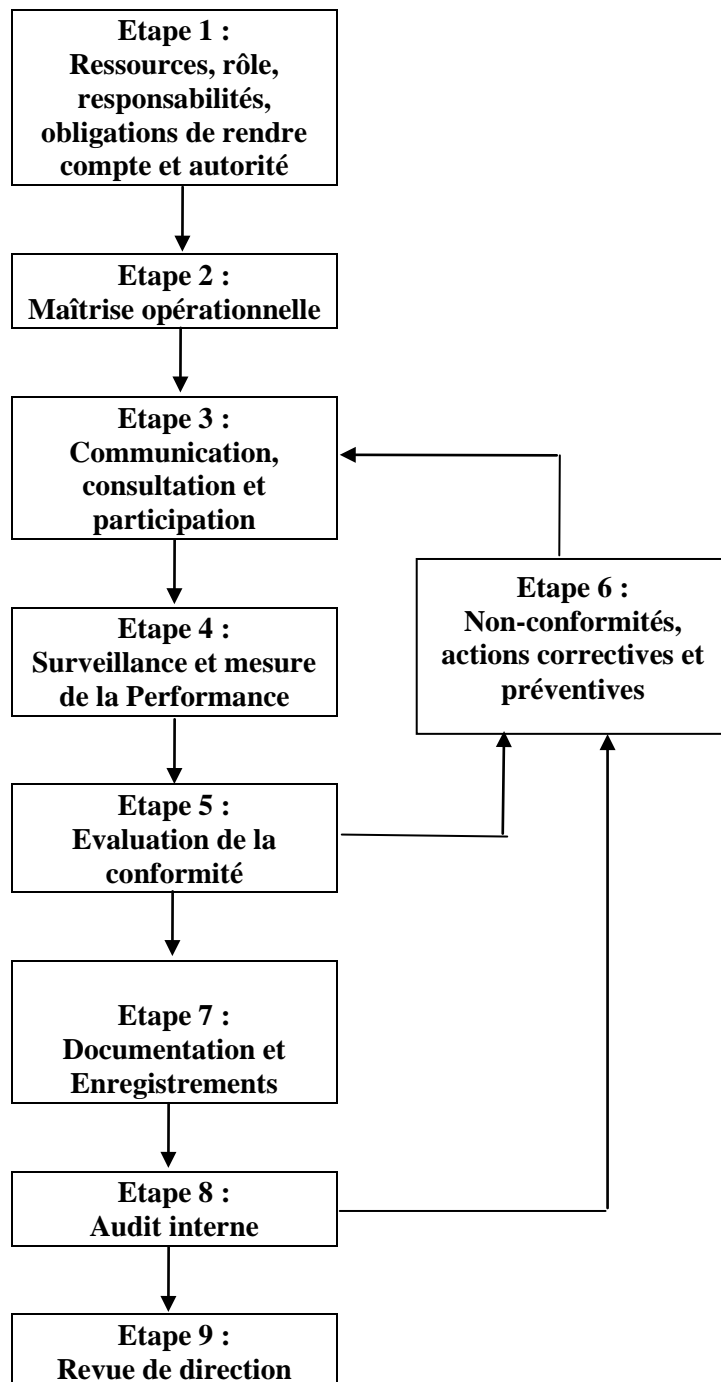 Etape 1 :
Ressources, rôle,
responsabilités,
obligations de rendre
compte et autorité
Etape 2 :
Maîtrise opérationnelle
Etape 3 :
Communication,
consultation et
participation
Etape 4 :
Surveillance et mesure
de la Performance
Etape 5 :
Evaluation de la
conformité
Etape 6 :
Non-conformités,
actions correctives et
préventives
Etape 7 :
Documentation et
Enregistrements
Etape 8 :
Audit interne
Etape 9 :
Revue de direction